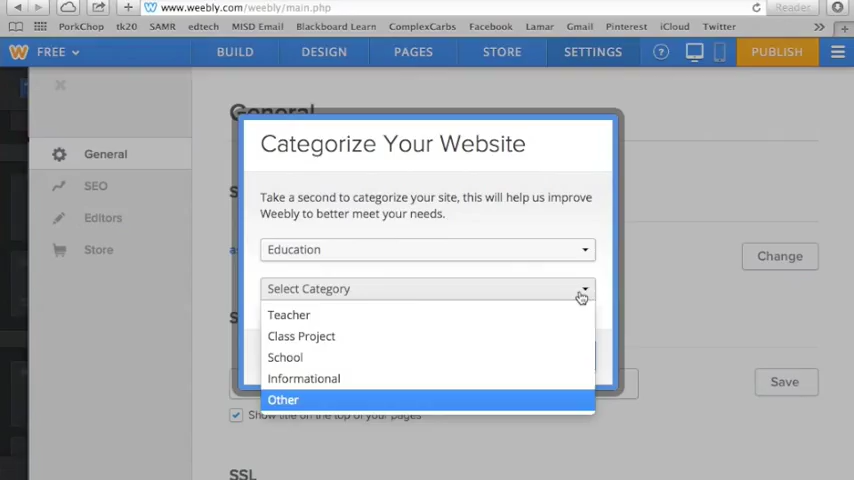 www.weebly.com/weebly/main.php
Reader
PorkChop tk20 SAMR edtech MISD Email Blackboard Learn ComplexCarbs Facebook Lamar Gmail Pinterest iCloud Twitter
FREE BUILD DESIGN PAGES STORE SETTINGS ? PUBLISH
General
Categorize Your Website
General
Take a second to categorize your site, this will help us improve
Weebly to better meet your needs.
SEO
Editors
Store
Education
Change
Select Category
Teacher
Class Project
School
Informational
Other
Save
Show title on the top of your pages
SSL